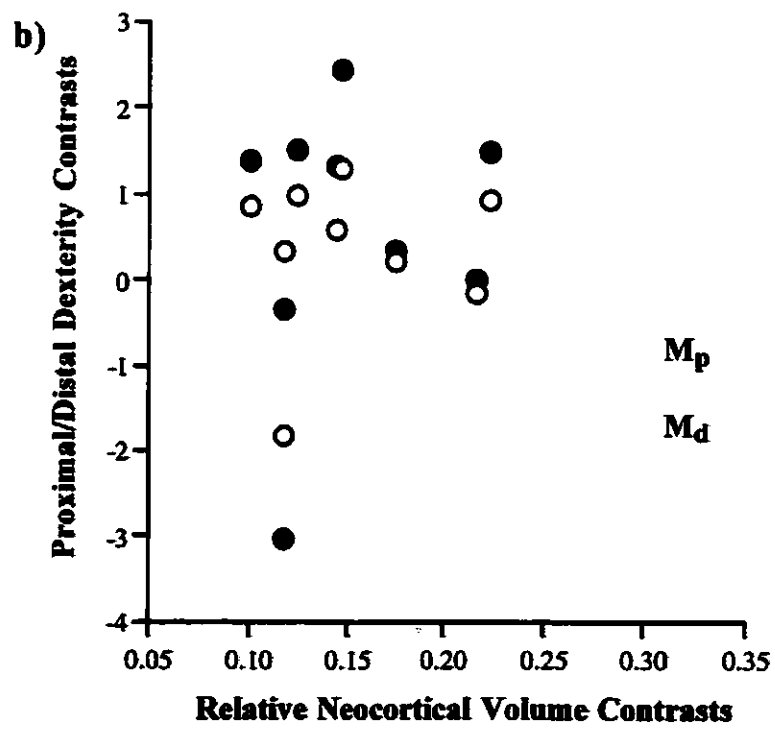 b)
Proximal/Distal Dexterity Contrasts
3
2
1
0
-1
-2
-3
-4
Mp
Md
0.05 0.10 0.15 0.20 0.25 0.30 0.35
Relative Neocortical Volume Contrasts